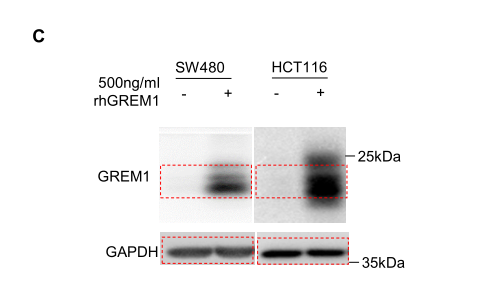 C
SW480 HCT116
500ng/ml
rhGREM1 - + - +
25kDa
GREM1
GAPDH
35kDa